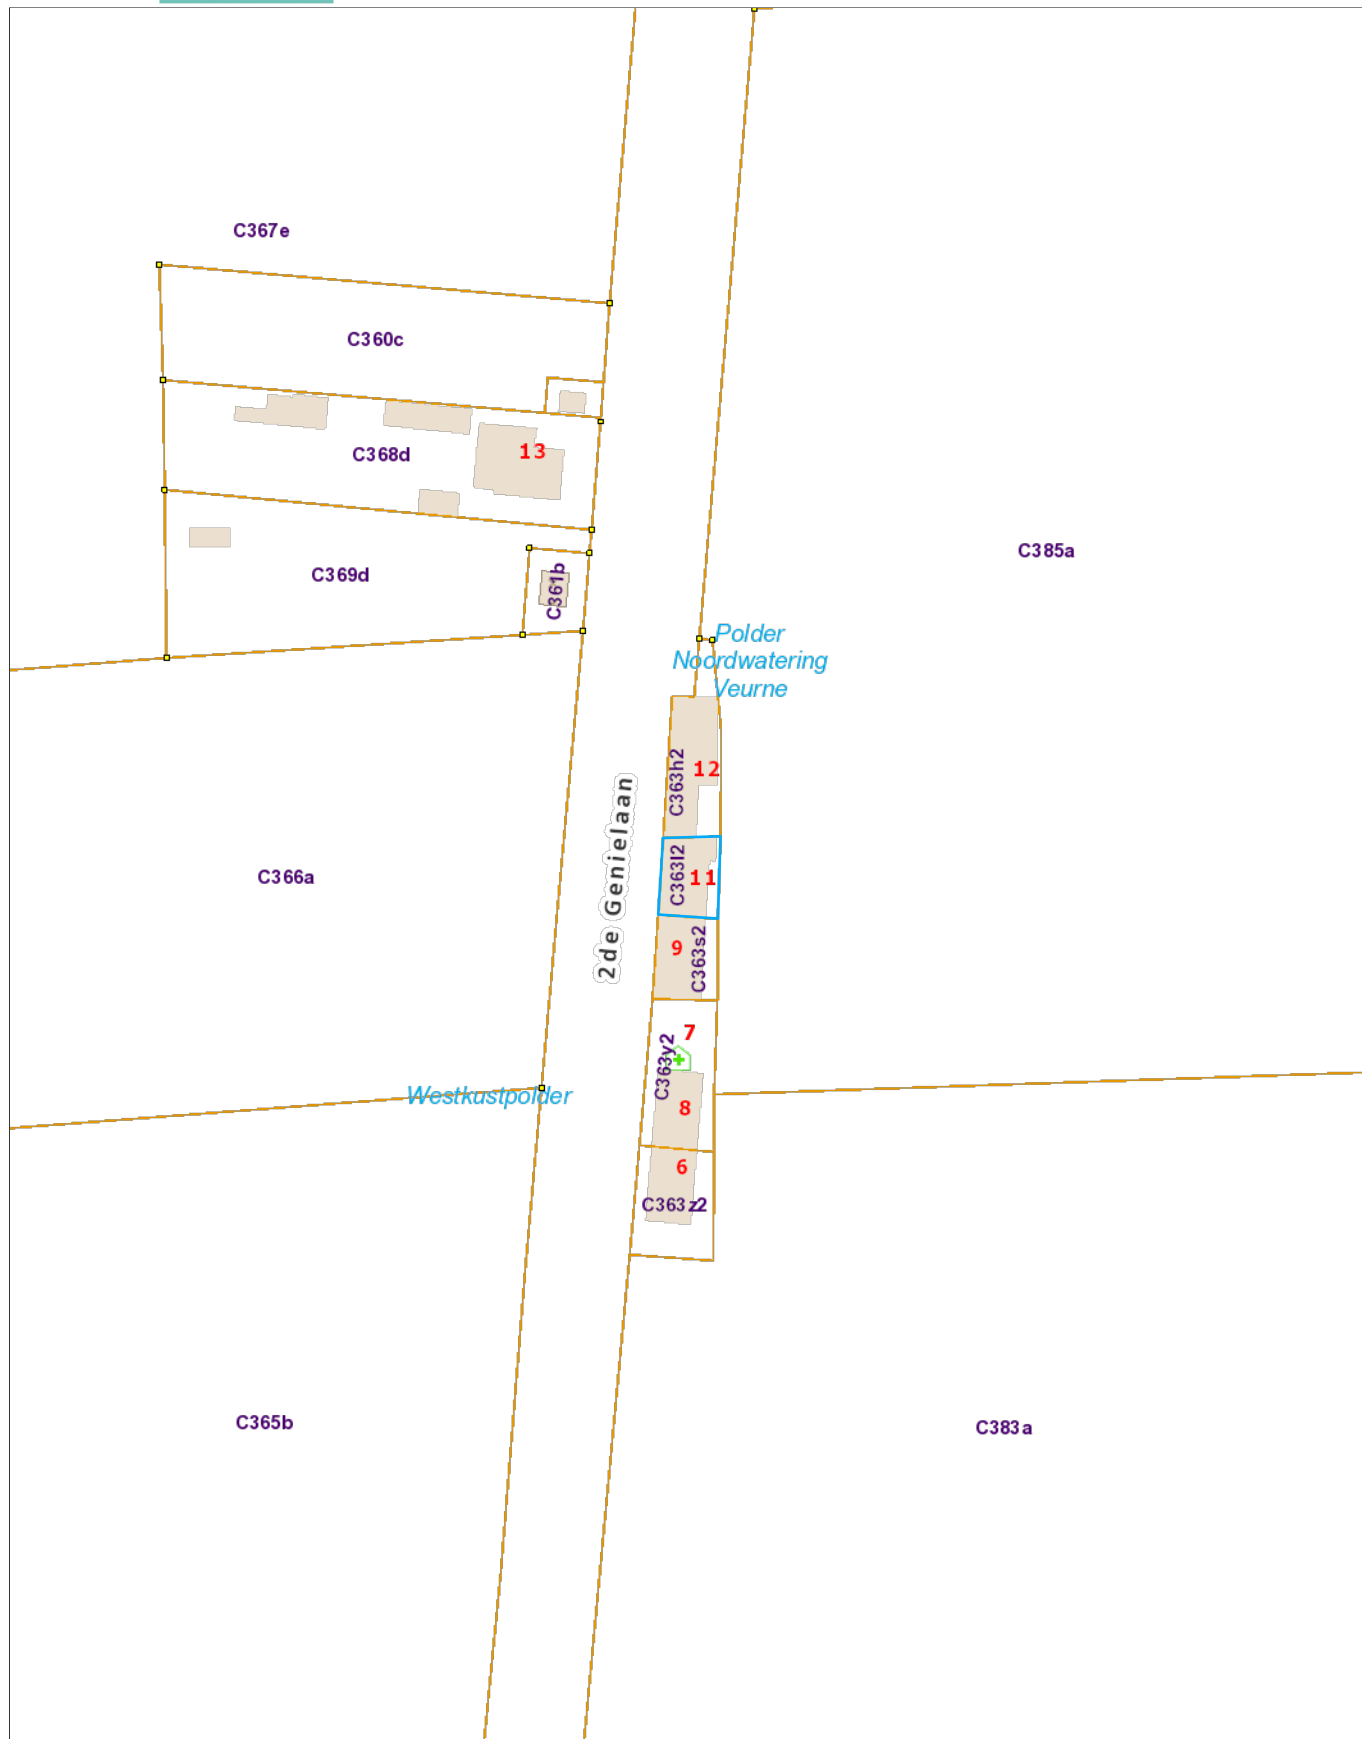 C367e
C360c
13
C368d
C385a
C369d
C361b
Polder
Noordwatering
Veurne
12
C363h2
2de Genielaan
C363l2
11
9
C363s2
C366a
7
C363y2
Westkustpolder
8
6
C363z2
C365b
C383a